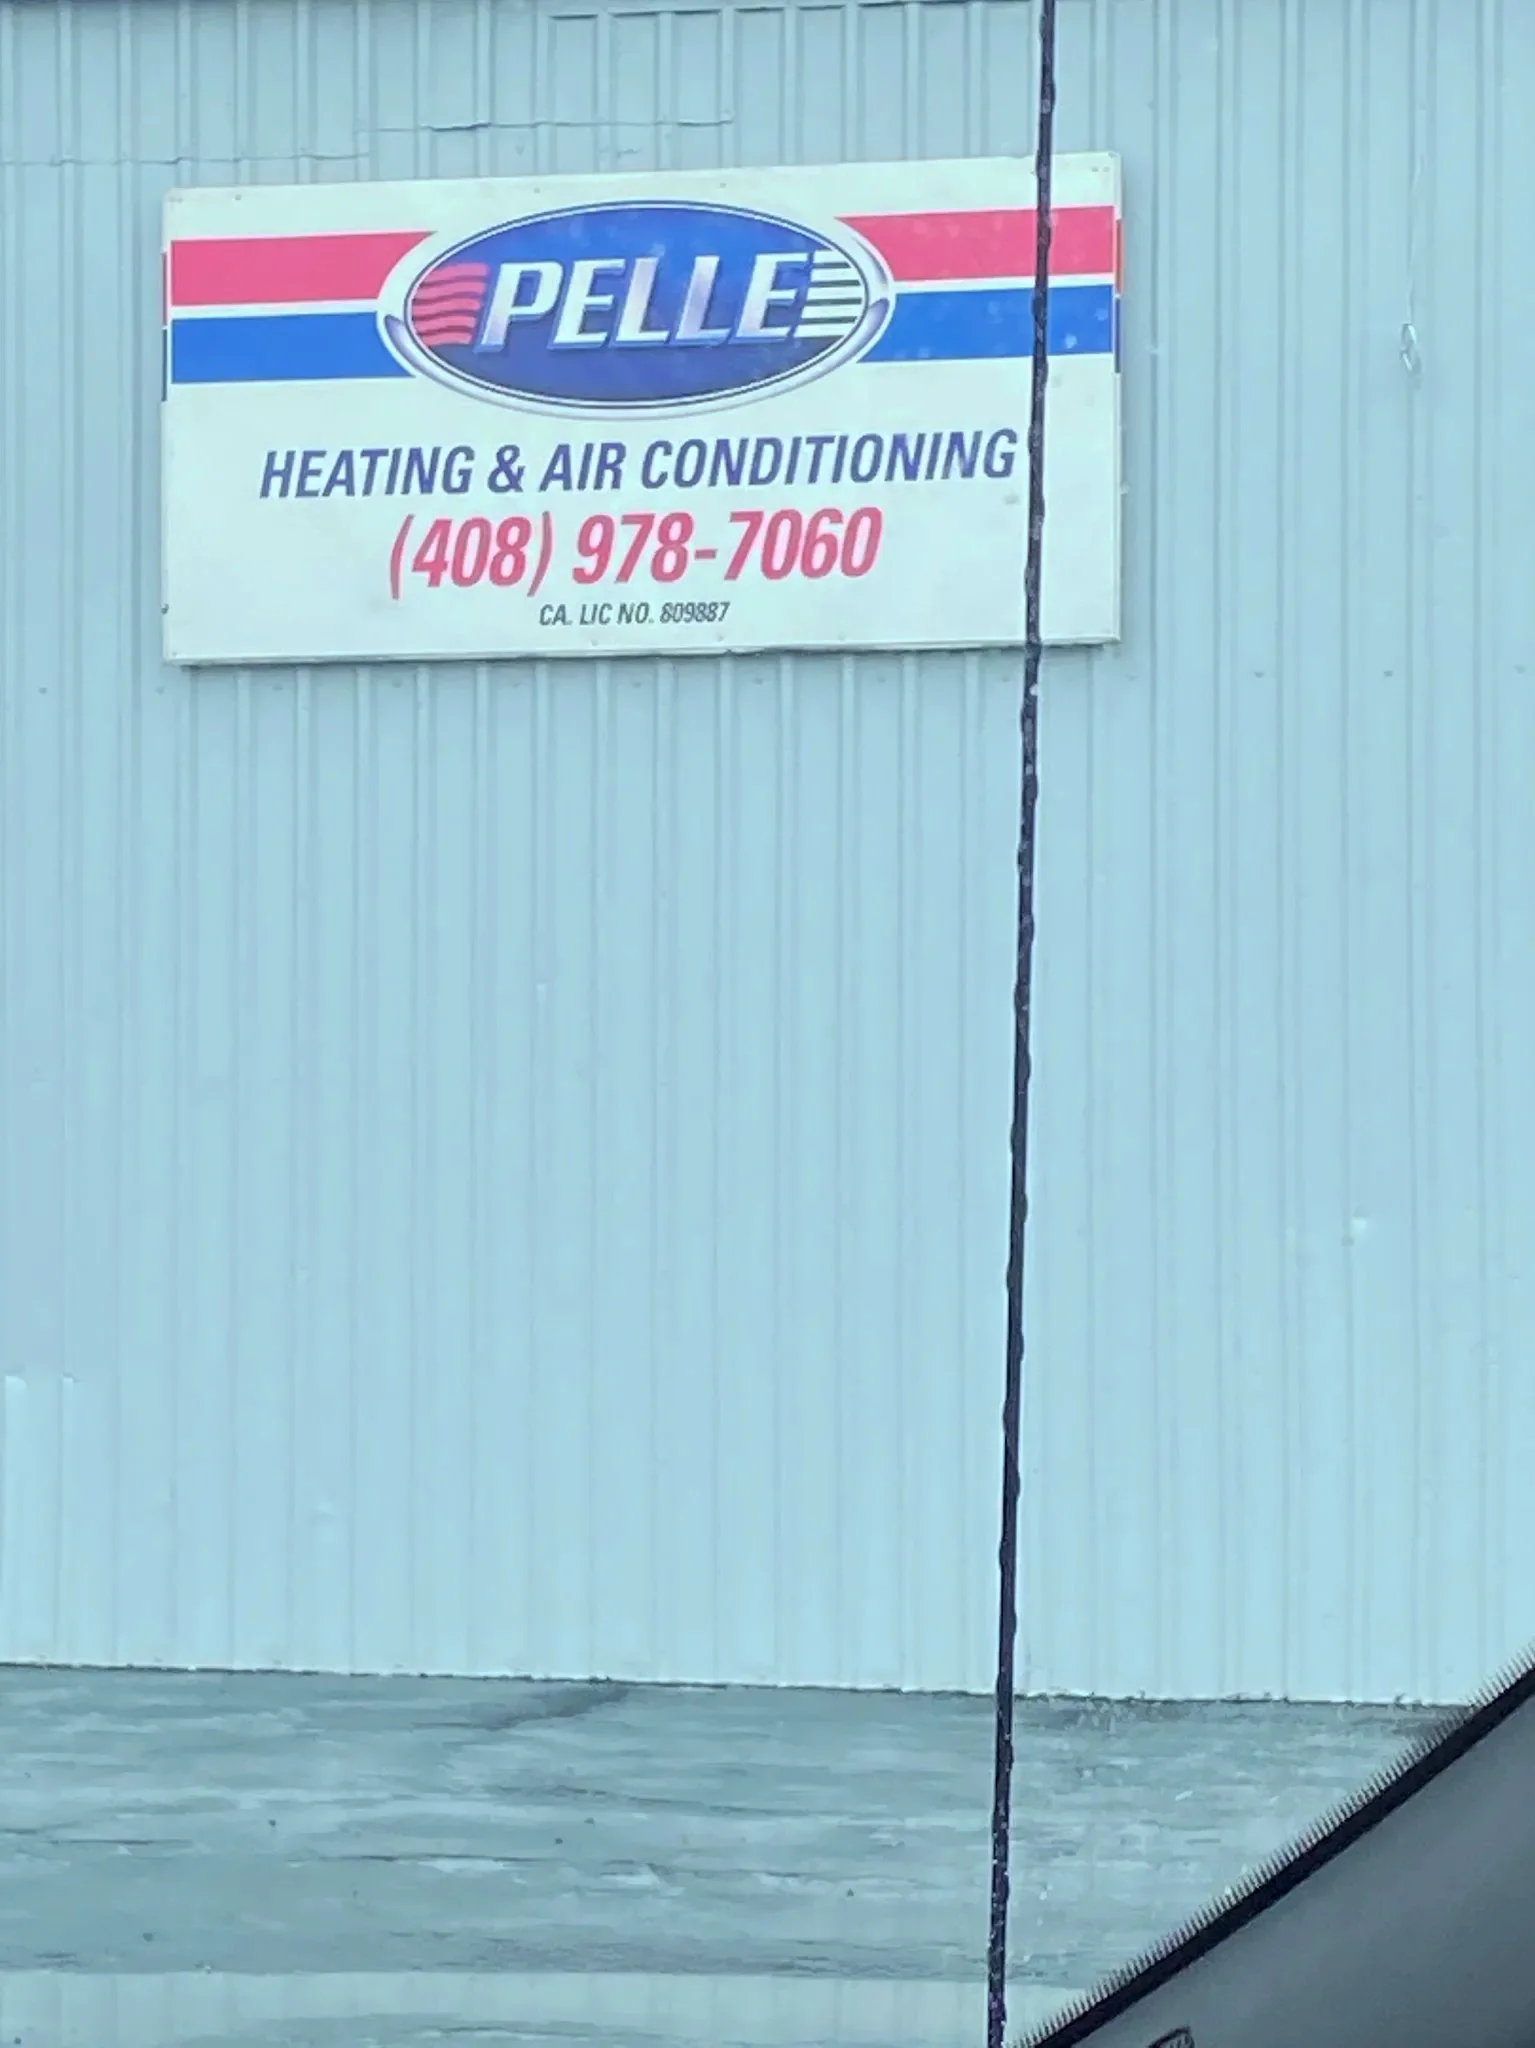 PELLE
HEATING & AIR CONDITIONING
(408) 978-7060
CA. LIC NO. 809887